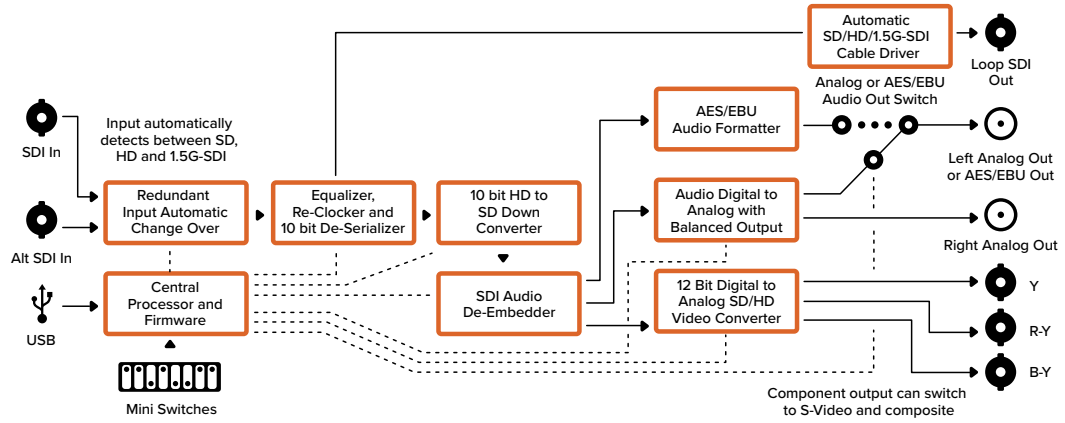 Automatic
SD/HD/1.5G-SDI
Cable Driver
Loop SDI
Out
Analog or AES/EBU
Audio Out Switch
AES/EBU
Audio Formatter
SDI In
Input automatically
detects between SD,
HD and 1.5G-SDI
Left Analog Out
or AES/EBU Out
Redundant
Input Automatic
Change Over
Equalizer,
Re-Clocker and
10 bit De-Serializer
10 bit HD to
SD Down
Converter
Audio Digital to
Analog with
Balanced Output
Alt SDI In
Right Analog Out
Central
Processor and
Firmware
SDI Audio
De-Embedder
12 Bit Digital to
Analog SD/HD
Video Converter
Y
USB
R-Y
B-Y
Mini Switches
Component output can switch
to S-Video and composite